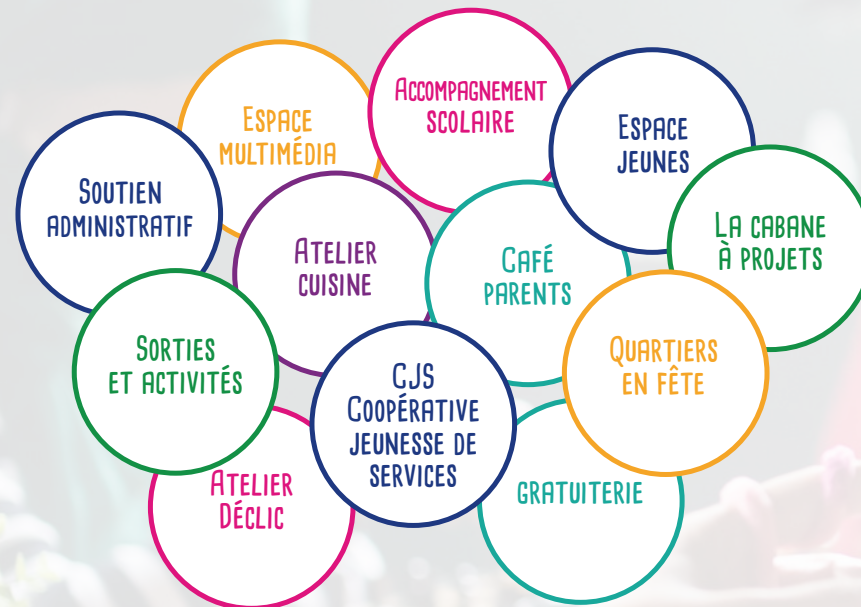 Accompagnement
scolaire
Espace
multimédia
Espace
jeunes
Soutien
administratif
La cabane
à projets
Atelier
cuisine
Café
parents
Sorties
et activités
Quartiers
en fête
CJS
Coopérative
jeunesse de
services
Atelier
Déclic
gratuiterie